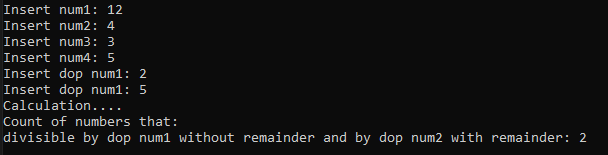 Insert num1: 12
Insert num2: 4
Insert num3: 3
Insert num4: 5
Insert dop num1: 2
Insert dop num1: 5
Calculation....
Count of numbers that:
divisible by dop num1 without remainder and by dop num2 with remainder: 2